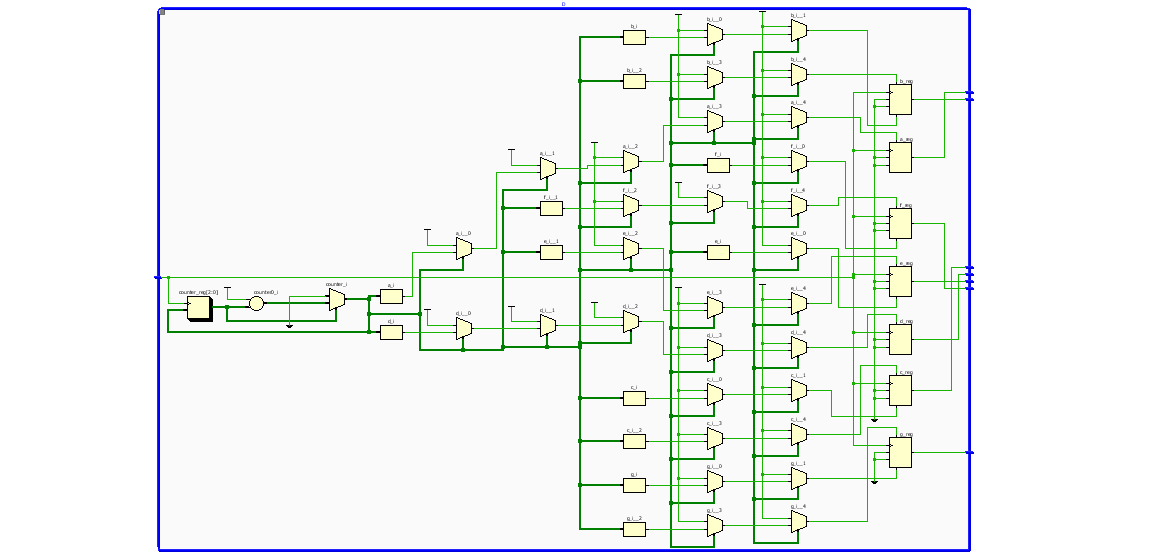 D
b_i__1
b_i__0
b_i
b_i__4
b_i__3
b_i__2
b_reg
a_i__4
a_i__3
a_reg
a_i__2
a_i__1
f_i
f_i__0
f_i__1
f_i__2
f_i__3
f_i__4
f_reg
a_i__0
e_i__1
e_i__2
e_i
e_i__0
e_reg
counter_reg[2:0]
counter0_i
counter_i
a_i
e_i__3
e_i__4
d_i
d_i__0
d_i__1
d_i__2
d_i__3
d_i__4
d_reg
c_i
c_i__0
c_i__1
c_reg
c_i__2
c_i__3
c_i__4
g_reg
g_i
g_i__0
g_i__1
g_i__2
g_i__3
g_i__4